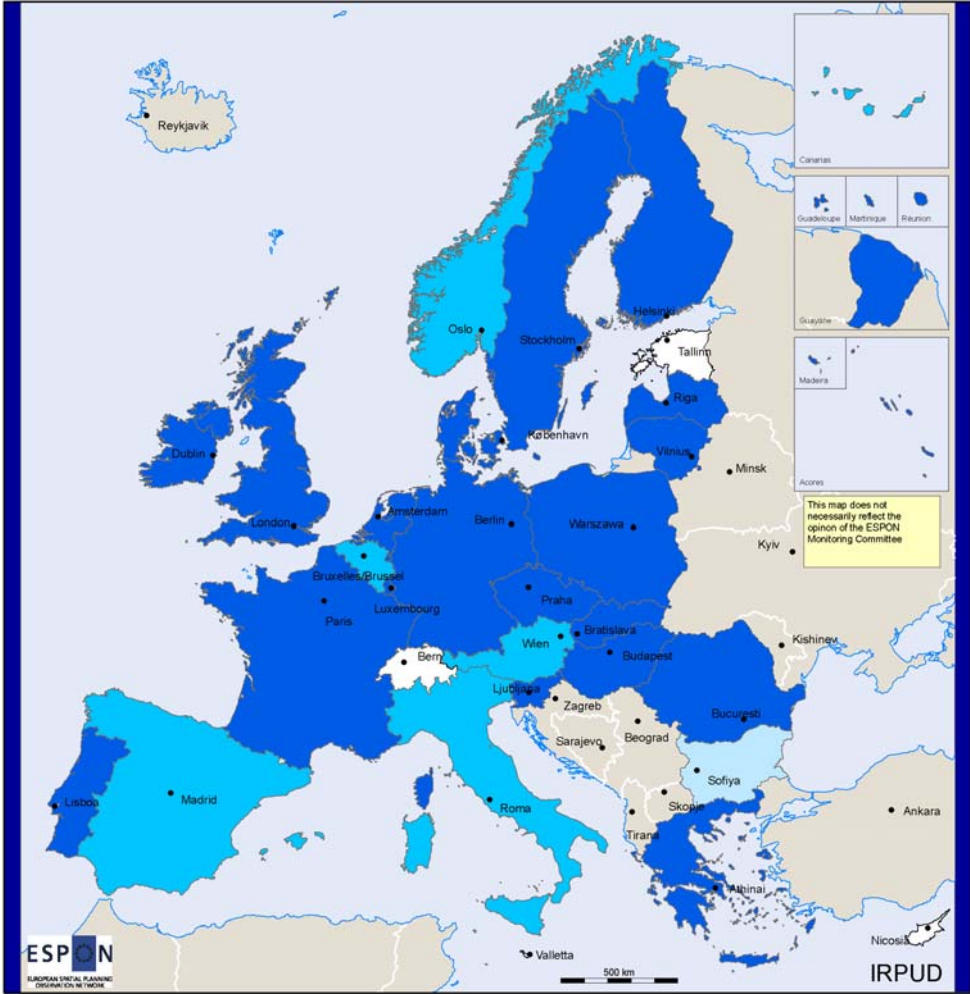 Reykjavik
Canarias
Guadeloupe
Martinique
Réunion
Guayane
Helsinki
Oslo
Stockholm
Tallinn
Madeira
Riga
København
Dublin
Vilnius
Minsk
Acores
This map does not
necessarily reflect the
opinon of the ESPON
Monitoring Committee
Amsterdam
London
Berlin
Warszawa
Kyiv
Bruxelles/Brussel
Praha
Luxembourg
Paris
Bratislava
Wien
Kishinev
Budapest
Bern
Ljubljana
Zagreb
Bucuresti
Beograd
Sarajevo
Sofiya
Madrid
Lisboa
Roma
Skopje
Ankara
Tirana
Athinai
Nicosia
ESPON
Valletta
EUROPEAN SPATIAL PLANNING
OBSERVATION NETWORK
500 km
IRPUD